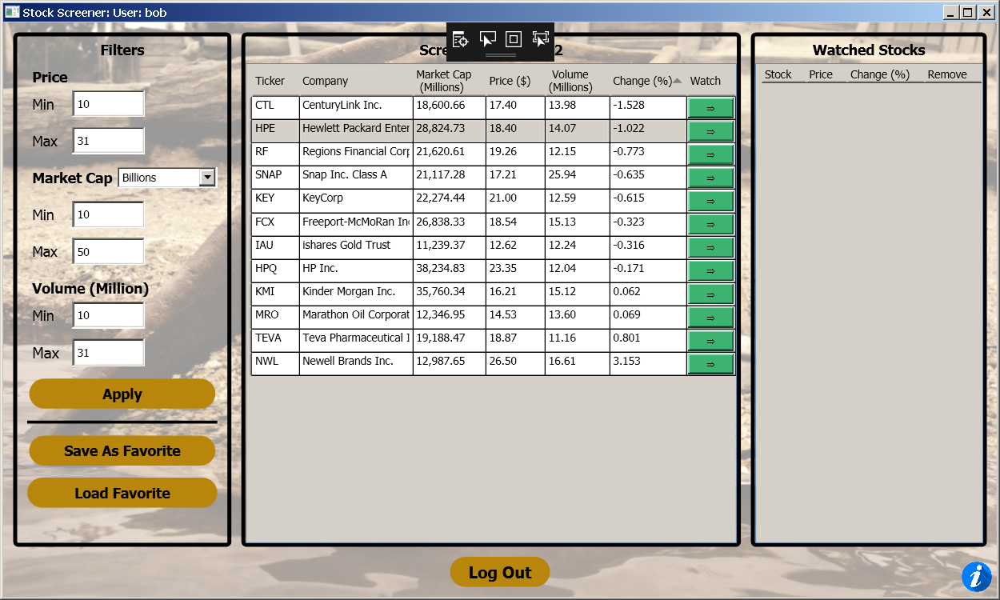 Stock Screener: User: bob
Filters
Price
Min 10
Max 31
Market Cap Billions
Min 10
Max 50
Volume (Million)
Min 10
Max 31
Apply
Save As Favorite
Load Favorite
2
Ticker Company Market Cap (Millions) Price ($) Volume (Millions) Change (%) Watch
CTL CenturyLink Inc. 18,600.66 17.40 13.98 -1.528 ⇒
HPE Hewlett Packard Enter 28,824.73 18.40 14.07 -1.022 ⇒
RF Regions Financial Corp 21,620.61 19.26 12.15 -0.773 ⇒
SNAP Snap Inc. Class A 21,117.28 17.21 25.94 -0.635 ⇒
KEY KeyCorp 22,274.44 21.00 12.59 -0.615 ⇒
FCX Freeport-McMoRan In 26,838.33 18.54 15.13 -0.323 ⇒
IAU ishares Gold Trust 11,239.37 12.62 12.24 -0.316 ⇒
HPQ HP Inc. 38,234.83 23.35 12.04 -0.171 ⇒
KMI Kinder Morgan Inc. 35,760.34 16.21 15.12 0.062 ⇒
MRO Marathon Oil Corporat 12,346.95 14.53 13.60 0.069 ⇒
TEVA Teva Pharmaceutical I 19,188.47 18.87 11.16 0.801 ⇒
NWL Newell Brands Inc. 12,987.65 26.50 16.61 3.153 ⇒
Watched Stocks
Stock Price Change (%) Remove
Log Out
i